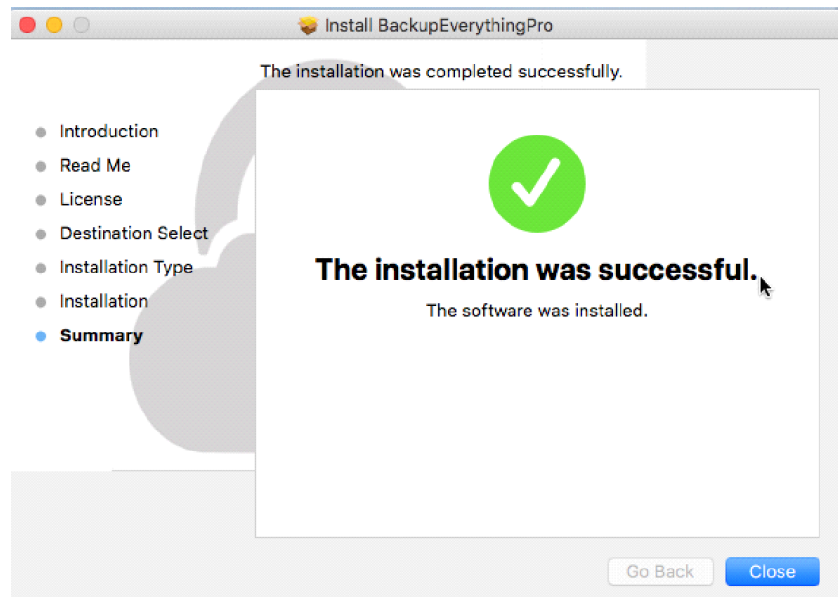 Install BackupEverythingPro
The installation was completed successfully.
Introduction
Read Me
License
Destination Select
Installation Type
Installation
Summary
The installation was successful.
The software was installed.
Go Back
Close